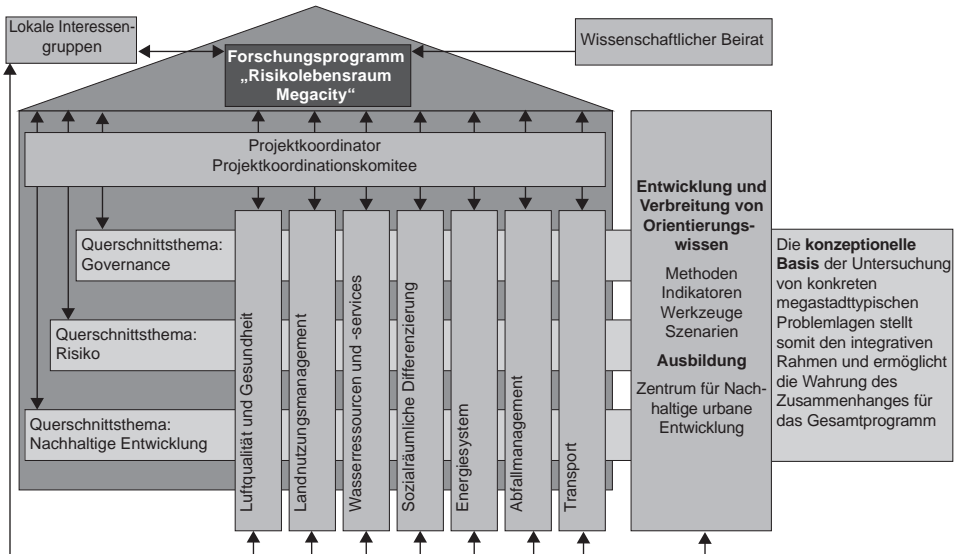 Lokale Interessen-
gruppen
Forschungsprogramm
„Risikolebensraum
Megacity“
Wissenschaftlicher Beirat
Projektkoordinator
Projektkoordinationskomitee
Querschnittsthema:
Governance
Querschnittsthema:
Risiko
Querschnittsthema:
Nachhaltige Entwicklung
Luftqualität und Gesundheit
Landnutzungsmanagement
Wasserressourcen und -services
Sozialräumliche Differenzierung
Energiesystem
Abfallmanagement
Transport
Entwicklung und
Verbreitung von
Orientierungs-
wissen
Methoden
Indikatoren
Werkzeuge
Szenarien
Ausbildung
Zentrum für Nach-
haltige urbane
Entwicklung
Die konzeptionelle
Basis der Untersuchung
von konkreten
megastadttypischen
Problemlagen stellt
somit den integrativen
Rahmen und ermöglicht
die Wahrung des
Zusammenhanges für
das Gesamtprogramm